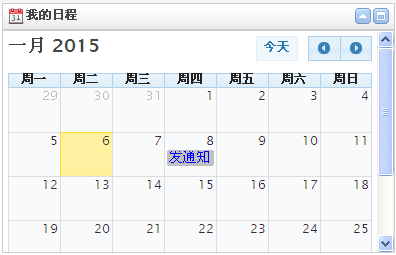 我的日程
一月 2015
今天
周一 周二 周三 周四 周五 周六 周日
29 30 31 1 2 3 4
5 6 7 8 9 10 11
发通知
12 13 14 15 16 17 18
19 20 21 22 23 24 25